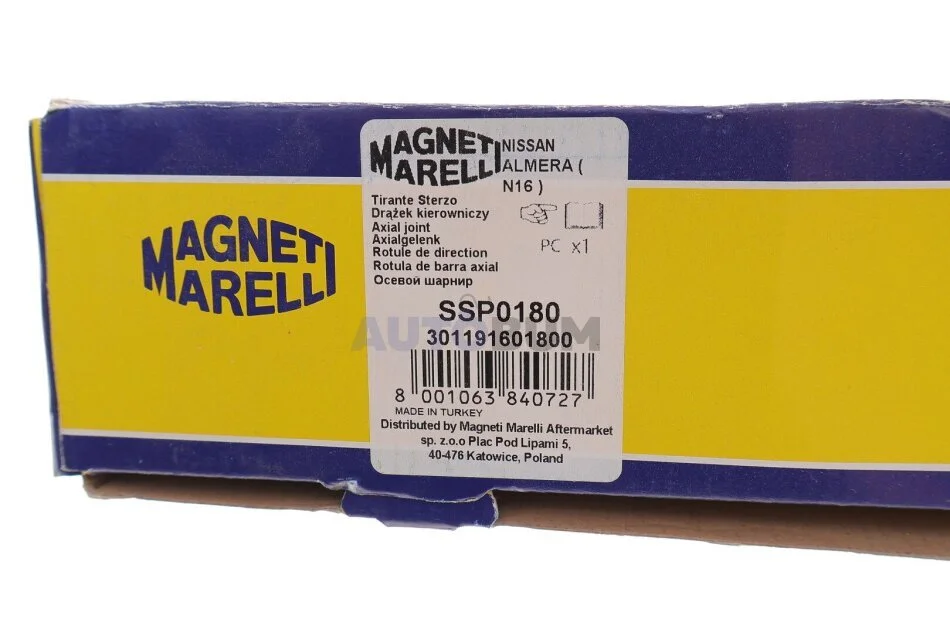 MAGNETI
MARELLI
MAGNETI
MARELLI
NISSAN
ALMERA (
N16 )
Tirante Sterzo
Drążek kierowniczy
Axial joint
Axialgelenk
Rotule de direction
Rotula de barra axial
Осевой шарнир
PC x1
SSP0180
AUTORUM
301191601800
8 001063 840727
MADE IN TURKEY
Distributed by Magneti Marelli Aftermarket
sp. z.o.o Plac Pod Lipami 5,
40-476 Katowice, Poland